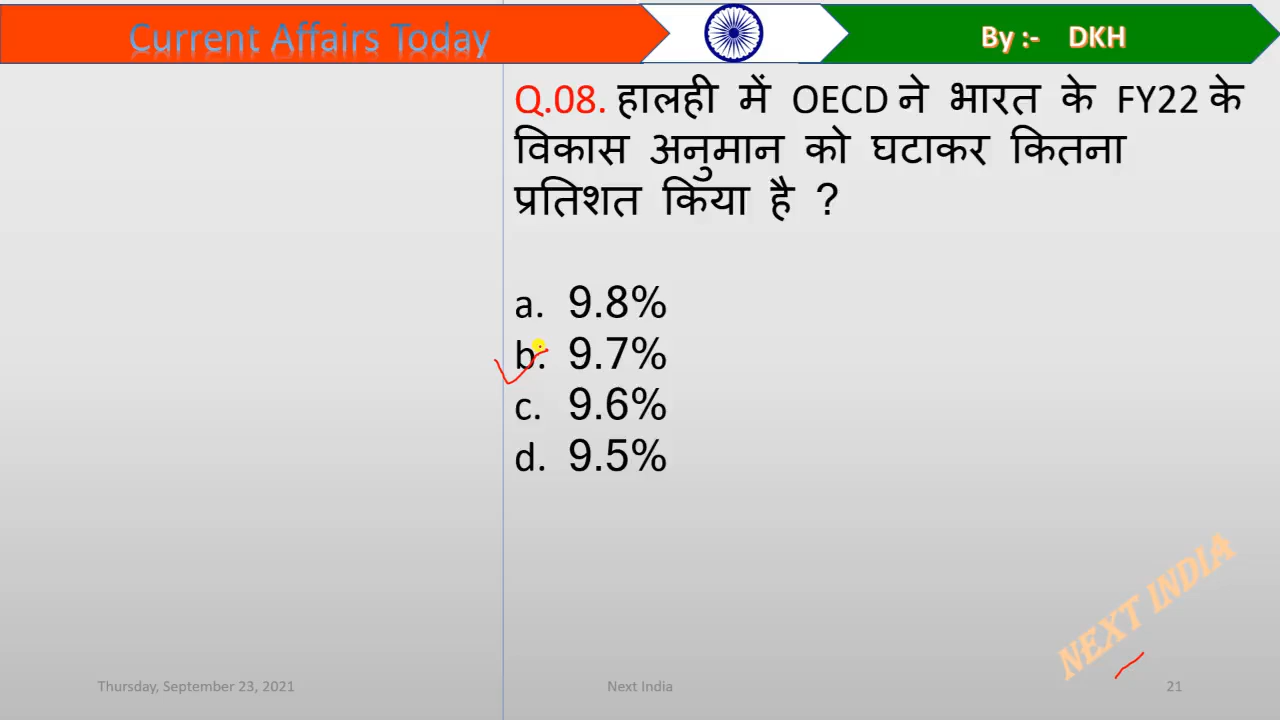 Current Affairs Today
By :- DKH
Q.08. हालही में OECD ने भारत के FY22 के
विकास अनुमान को घटाकर कितना
प्रतिशत किया है ?
a. 9.8%
b. 9.7%
c. 9.6%
d. 9.5%
NEXT INDIA
Thursday, September 23, 2021
Next India
21